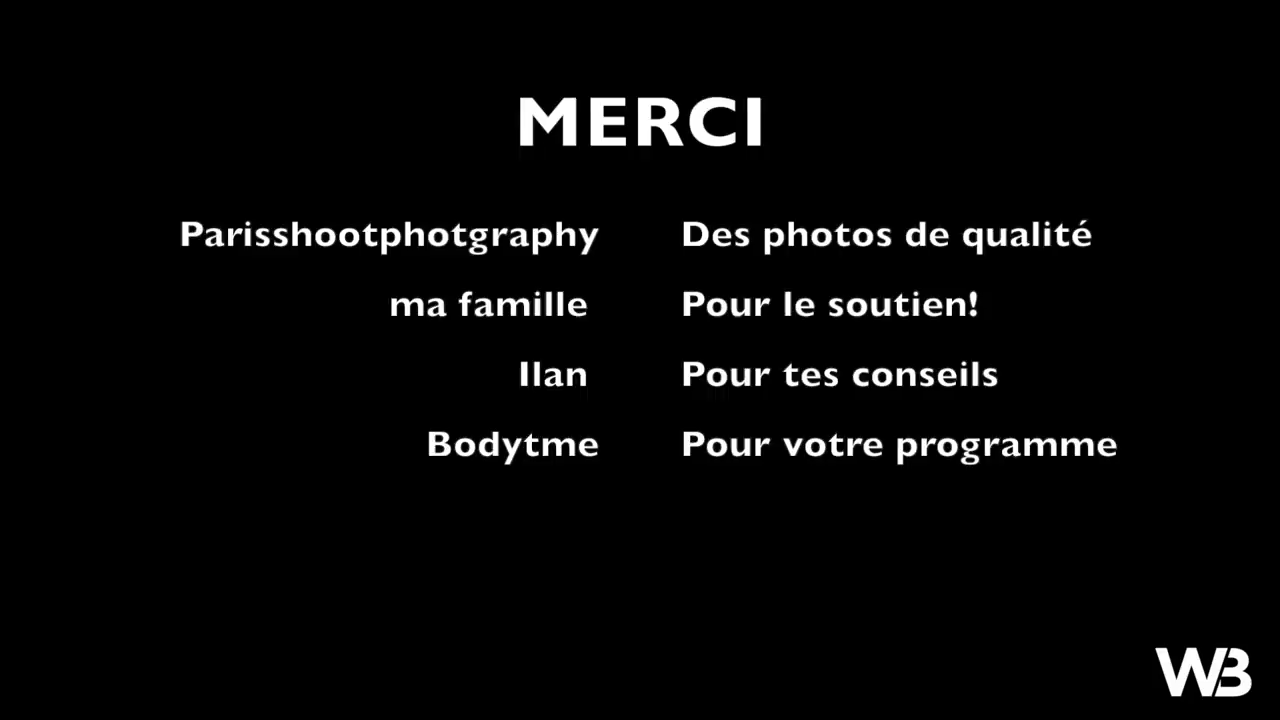 MERCI
Parisshootphotgraphy Des photos de qualité
ma famille Pour le soutien!
Ilan Pour tes conseils
Bodytme Pour votre programme
WB